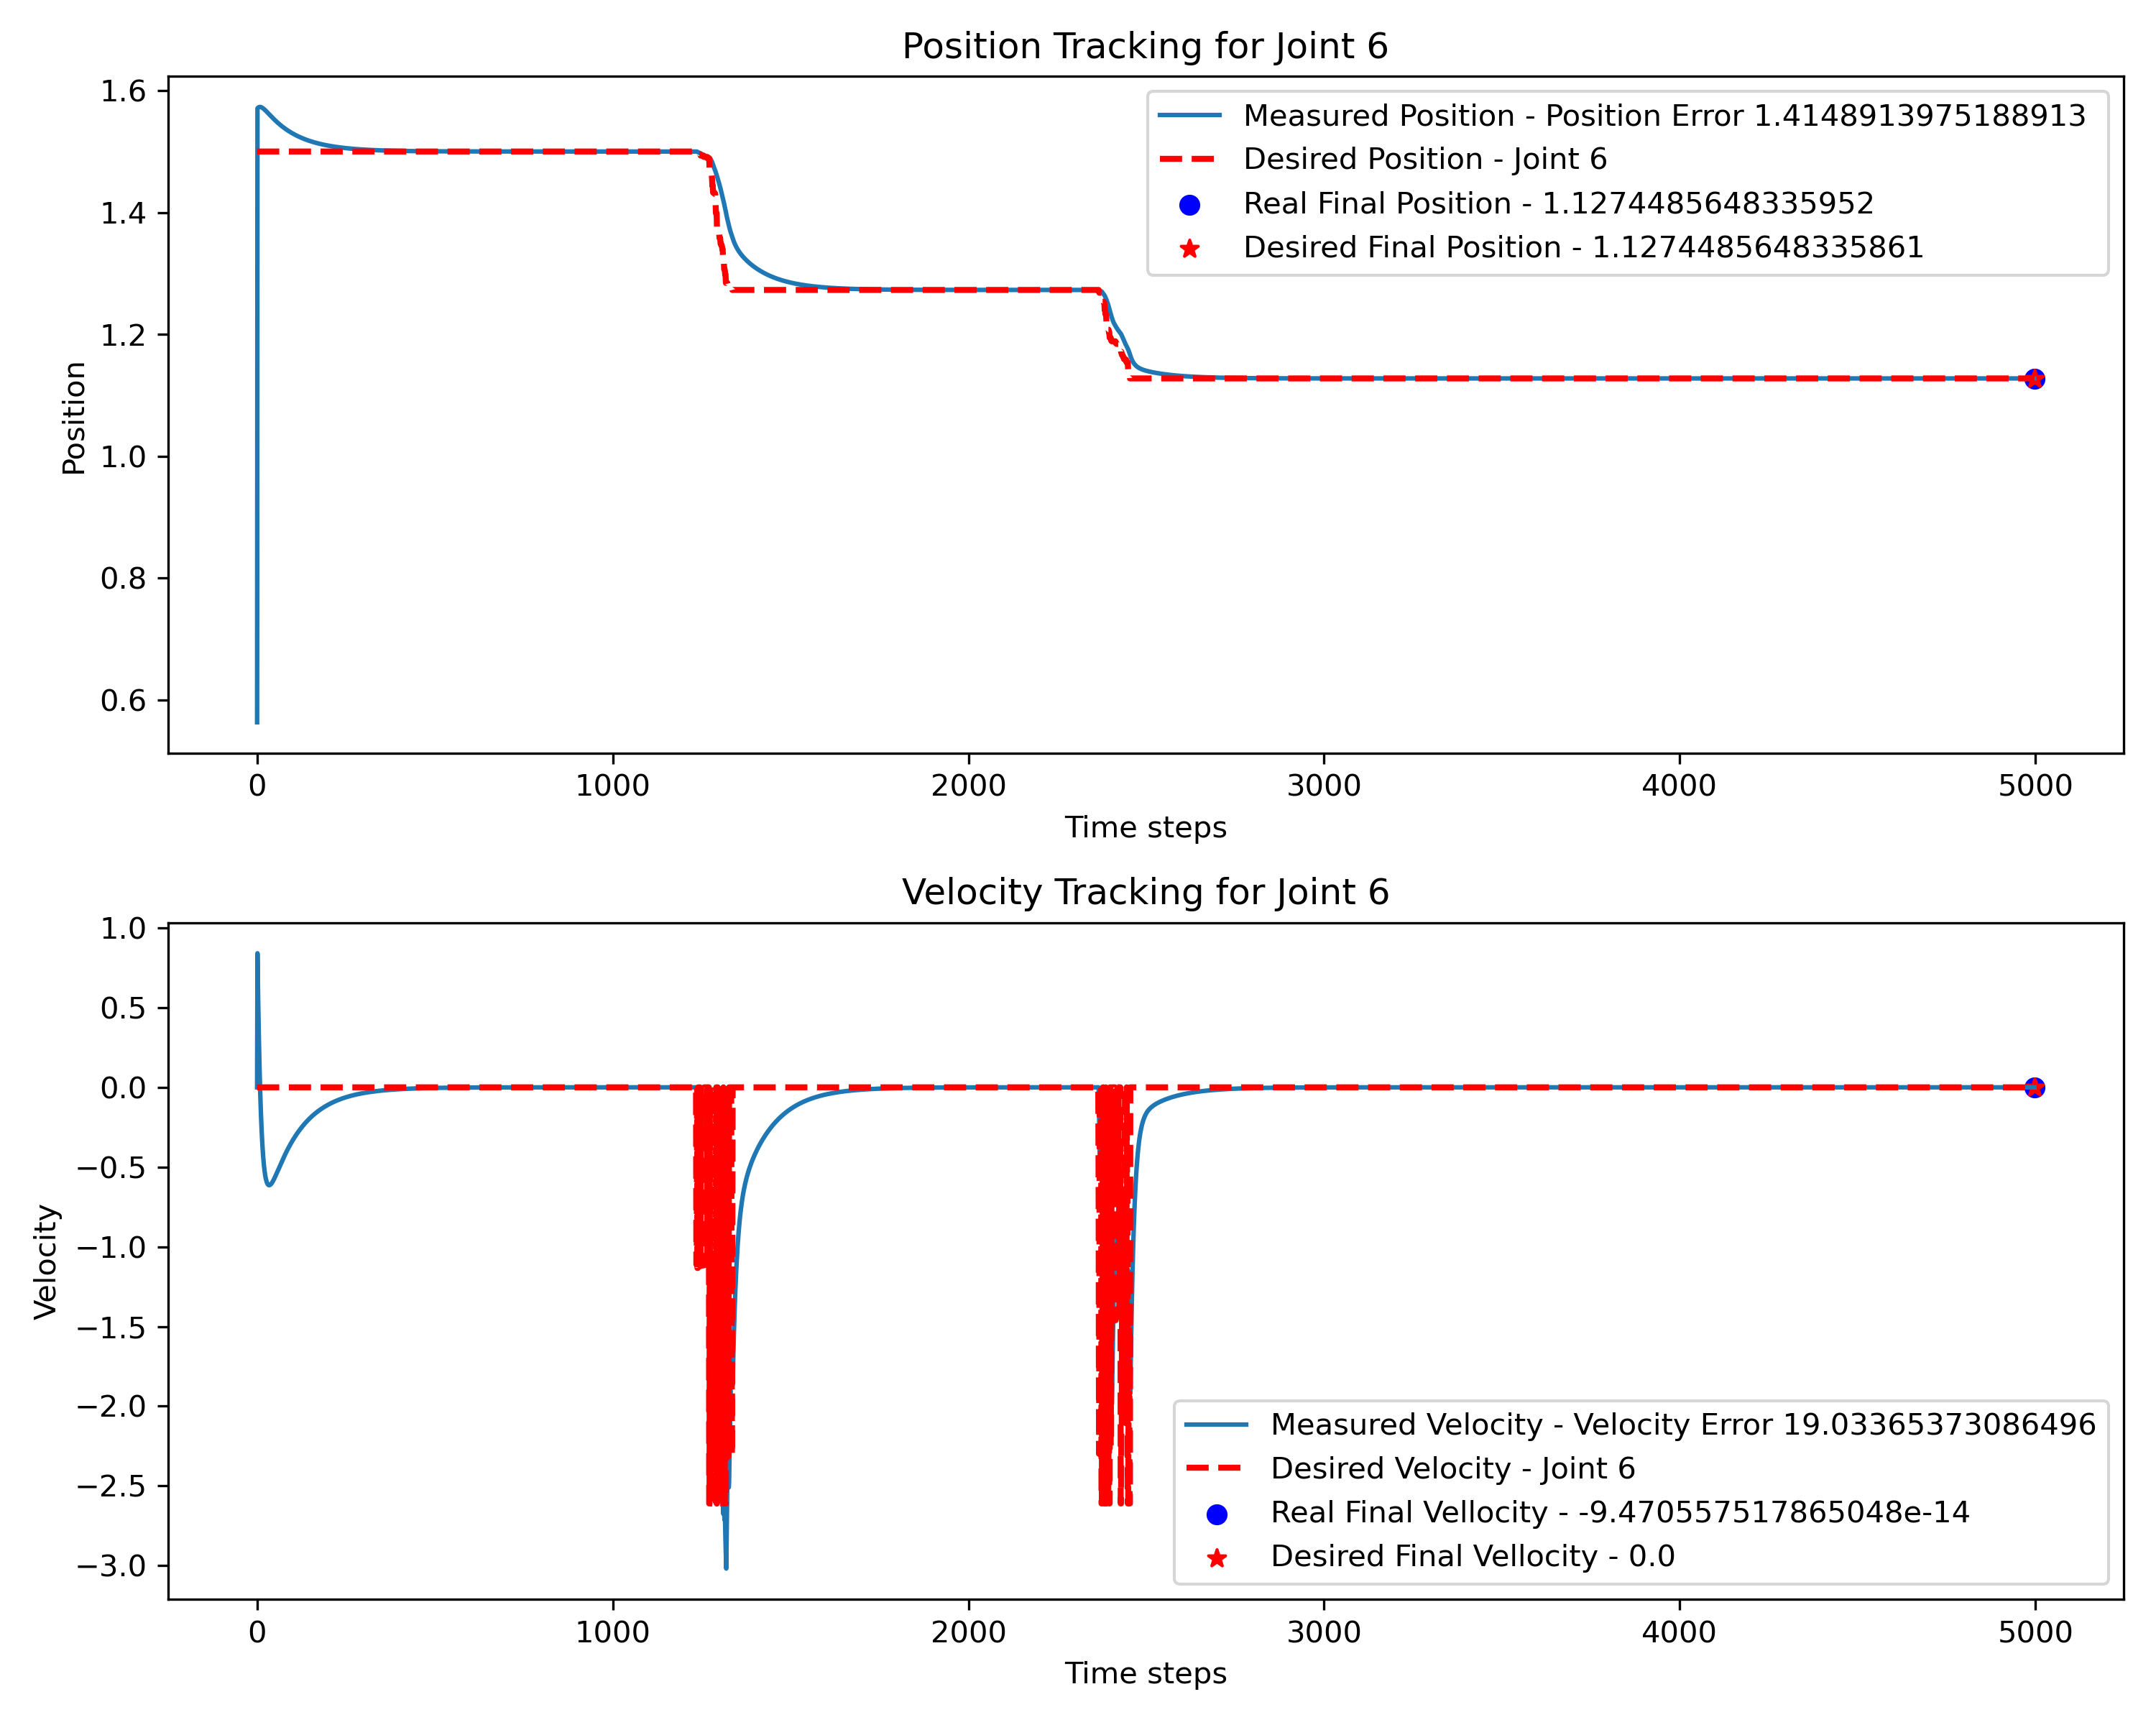 Position Tracking for Joint 6
1.6
1.4
1.2
1.0
0.8
0.6
Position
Measured Position - Position Error 1.4148913975188913
Desired Position - Joint 6
Real Final Position - 1.1274485648335952
Desired Final Position - 1.1274485648335861
0 1000 2000 3000 4000 5000
Time steps
Velocity Tracking for Joint 6
1.0
0.5
0.0
−0.5
−1.0
−1.5
−2.0
−2.5
−3.0
Velocity
Measured Velocity - Velocity Error 19.03365373086496
Desired Velocity - Joint 6
Real Final Vellocity - -9.470557517865048e-14
Desired Final Vellocity - 0.0
0 1000 2000 3000 4000 5000
Time steps